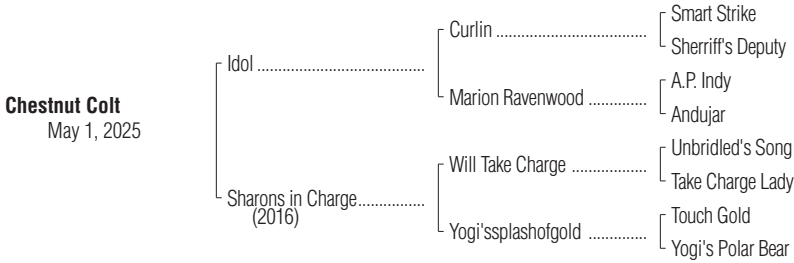 Smart Strike
Curlin ..................................
Sherriff's Deputy
Idol .....................................
A.P. Indy
Marion Ravenwood .............
Andujar
Chestnut Colt
May 1, 2025
Unbridled's Song
Will Take Charge .................
Take Charge Lady
Sharons in Charge...............
(2016)
Touch Gold
Yogi'ssplashofgold .............
Yogi's Polar Bear